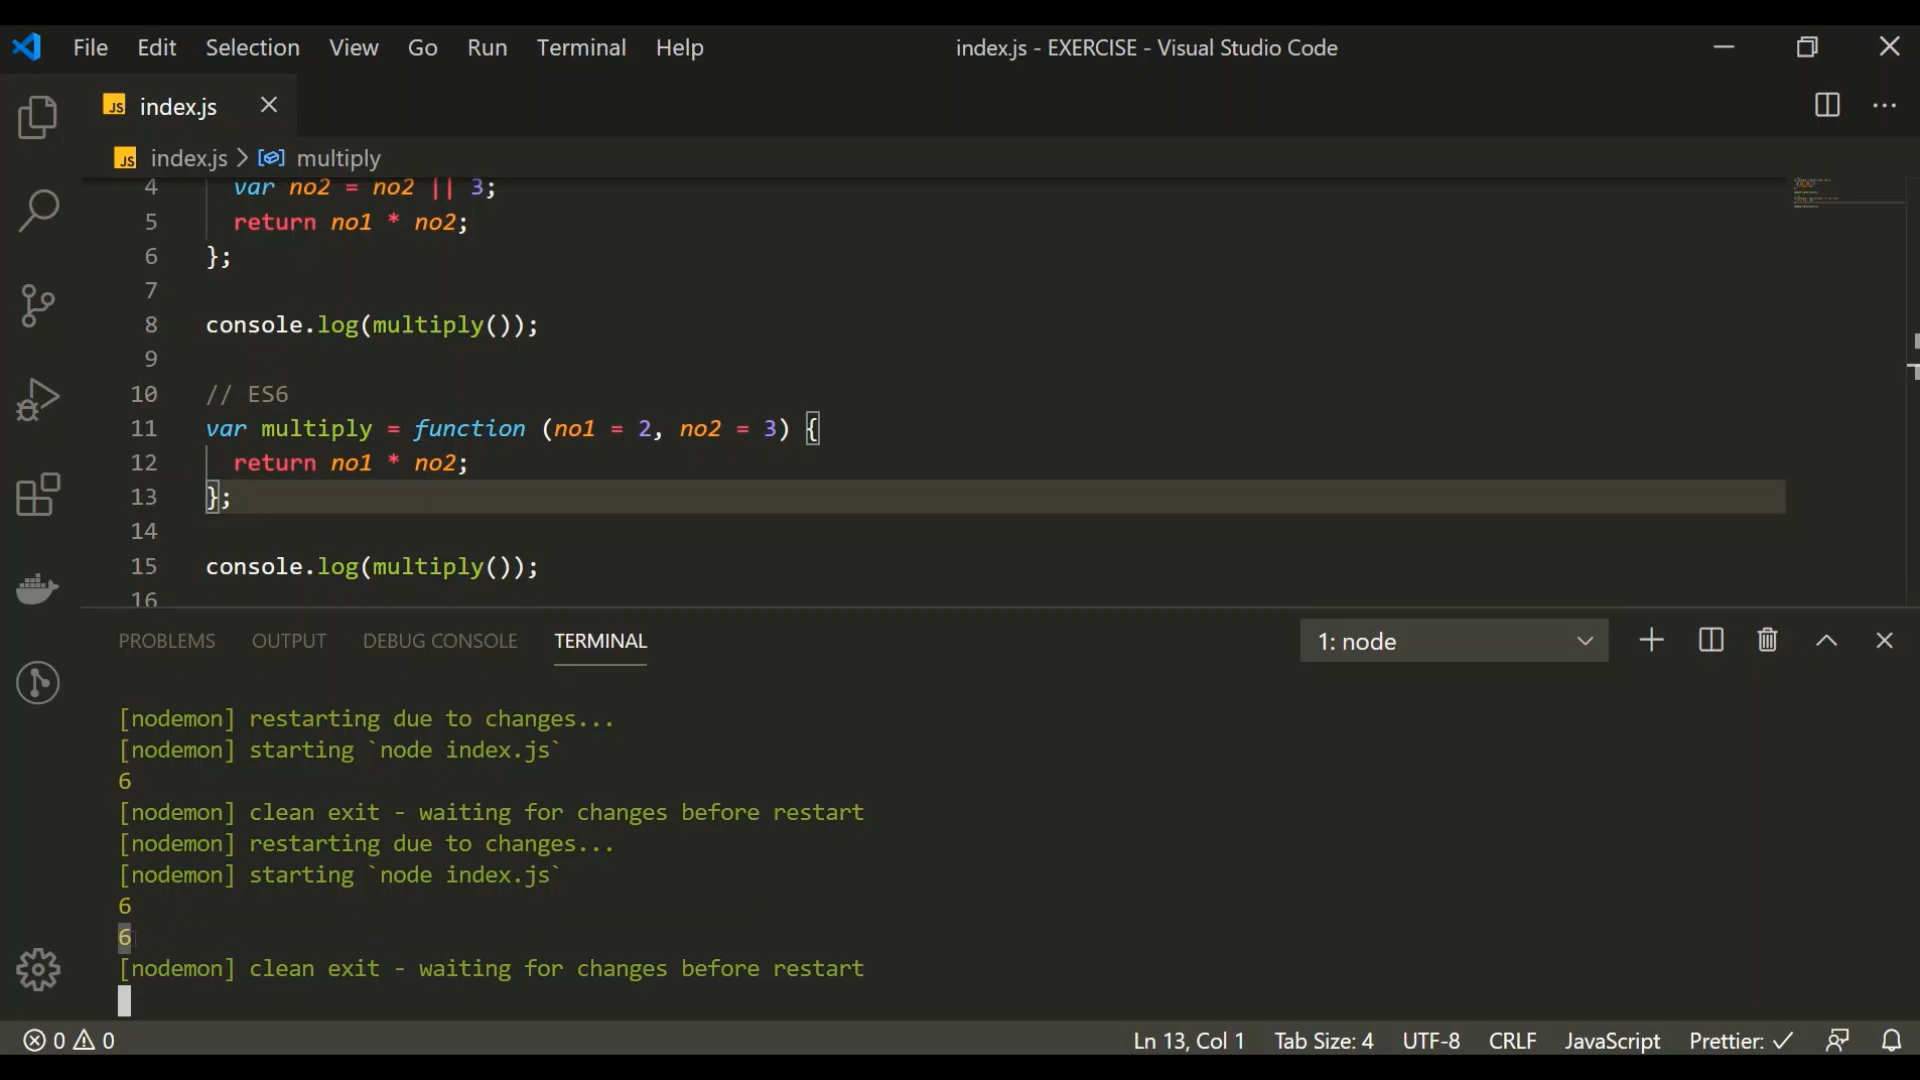 File Edit Selection View Go Run Terminal Help index.js - EXERCISE - Visual Studio Code
JS index.js
JS index.js > multiply
4 var no2 = no2 || 3;
5 return no1 * no2;
6 };
7
8 console.log(multiply());
9
10 // ES6
11 var multiply = function (no1 = 2, no2 = 3) {
12 return no1 * no2;
13 };
14
15 console.log(multiply());
16
PROBLEMS OUTPUT DEBUG CONSOLE TERMINAL 1: node
[nodemon] restarting due to changes...
[nodemon] starting `node index.js`
6
[nodemon] clean exit - waiting for changes before restart
[nodemon] restarting due to changes...
[nodemon] starting `node index.js`
6
6
[nodemon] clean exit - waiting for changes before restart
0 0 Ln 13, Col 1 Tab Size: 4 UTF-8 CRLF JavaScript Prettier: ✓